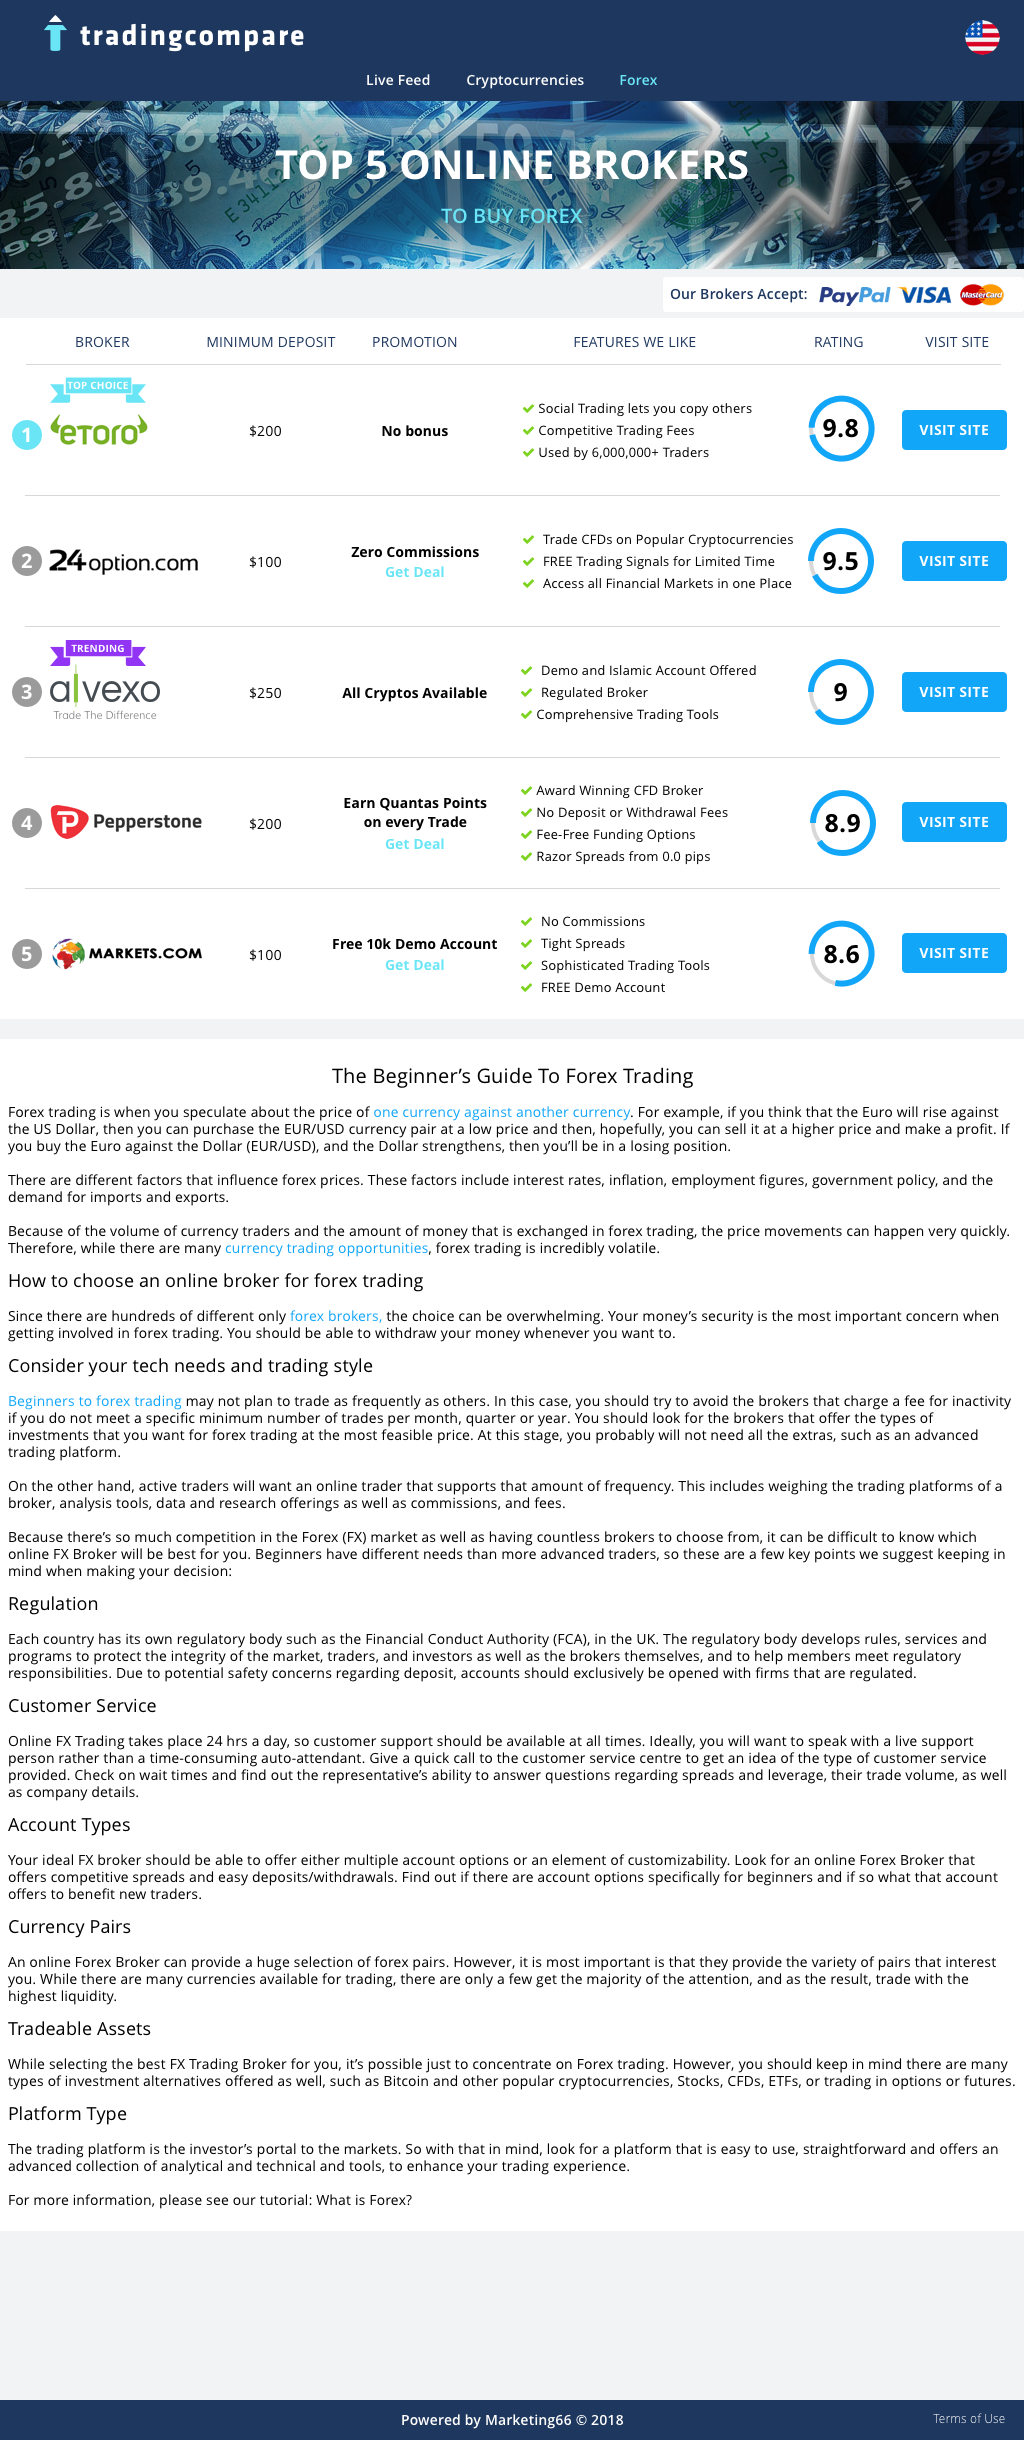 tradingcompare
Live Feed Cryptocurrencies Forex
TOP 5 ONLINE BROKERS
TO BUY FOREX
Our Brokers Accept: PayPal VISA MasterCard
BROKER MINIMUM DEPOSIT PROMOTION FEATURES WE LIKE RATING VISIT SITE
TOP CHOICE
1 eToro $200 No bonus
Social Trading lets you copy others
Competitive Trading Fees
Used by 6,000,000+ Traders
9.8 VISIT SITE
2 24option.com $100
Zero Commissions
Get Deal
Trade CFDs on Popular Cryptocurrencies
FREE Trading Signals for Limited Time
Access all Financial Markets in one Place
9.5 VISIT SITE
TRENDING
3 alvexo
Trade The Difference
$250 All Cryptos Available
Demo and Islamic Account Offered
Regulated Broker
Comprehensive Trading Tools
9 VISIT SITE
4 Pepperstone $200
Earn Quantas Points
on every Trade
Get Deal
Award Winning CFD Broker
No Deposit or Withdrawal Fees
Fee-Free Funding Options
Razor Spreads from 0.0 pips
8.9 VISIT SITE
5 MARKETS.COM $100
Free 10k Demo Account
Get Deal
No Commissions
Tight Spreads
Sophisticated Trading Tools
FREE Demo Account
8.6 VISIT SITE
The Beginner’s Guide To Forex Trading
Forex trading is when you speculate about the price of one currency against another currency. For example, if you think that the Euro will rise against
the US Dollar, then you can purchase the EUR/USD currency pair at a low price and then, hopefully, you can sell it at a higher price and make a profit. If
you buy the Euro against the Dollar (EUR/USD), and the Dollar strengthens, then you’ll be in a losing position.
There are different factors that influence forex prices. These factors include interest rates, inflation, employment figures, government policy, and the
demand for imports and exports.
Because of the volume of currency traders and the amount of money that is exchanged in forex trading, the price movements can happen very quickly.
Therefore, while there are many currency trading opportunities, forex trading is incredibly volatile.
How to choose an online broker for forex trading
Since there are hundreds of different only forex brokers, the choice can be overwhelming. Your money’s security is the most important concern when
getting involved in forex trading. You should be able to withdraw your money whenever you want to.
Consider your tech needs and trading style
Beginners to forex trading may not plan to trade as frequently as others. In this case, you should try to avoid the brokers that charge a fee for inactivity
if you do not meet a specific minimum number of trades per month, quarter or year. You should look for the brokers that offer the types of
investments that you want for forex trading at the most feasible price. At this stage, you probably will not need all the extras, such as an advanced
trading platform.
On the other hand, active traders will want an online trader that supports that amount of frequency. This includes weighing the trading platforms of a
broker, analysis tools, data and research offerings as well as commissions, and fees.
Because there’s so much competition in the Forex (FX) market as well as having countless brokers to choose from, it can be difficult to know which
online FX Broker will be best for you. Beginners have different needs than more advanced traders, so these are a few key points we suggest keeping in
mind when making your decision:
Regulation
Each country has its own regulatory body such as the Financial Conduct Authority (FCA), in the UK. The regulatory body develops rules, services and
programs to protect the integrity of the market, traders, and investors as well as the brokers themselves, and to help members meet regulatory
responsibilities. Due to potential safety concerns regarding deposit, accounts should exclusively be opened with firms that are regulated.
Customer Service
Online FX Trading takes place 24 hrs a day, so customer support should be available at all times. Ideally, you will want to speak with a live support
person rather than a time-consuming auto-attendant. Give a quick call to the customer service centre to get an idea of the type of customer service
provided. Check on wait times and find out the representative’s ability to answer questions regarding spreads and leverage, their trade volume, as well
as company details.
Account Types
Your ideal FX broker should be able to offer either multiple account options or an element of customizability. Look for an online Forex Broker that
offers competitive spreads and easy deposits/withdrawals. Find out if there are account options specifically for beginners and if so what that account
offers to benefit new traders.
Currency Pairs
An online Forex Broker can provide a huge selection of forex pairs. However, it is most important is that they provide the variety of pairs that interest
you. While there are many currencies available for trading, there are only a few get the majority of the attention, and as the result, trade with the
highest liquidity.
Tradeable Assets
While selecting the best FX Trading Broker for you, it’s possible just to concentrate on Forex trading. However, you should keep in mind there are many
types of investment alternatives offered as well, such as Bitcoin and other popular cryptocurrencies, Stocks, CFDs, ETFs, or trading in options or futures.
Platform Type
The trading platform is the investor’s portal to the markets. So with that in mind, look for a platform that is easy to use, straightforward and offers an
advanced collection of analytical and technical and tools, to enhance your trading experience.
For more information, please see our tutorial: What is Forex?
Powered by Marketing66 © 2018
Terms of Use